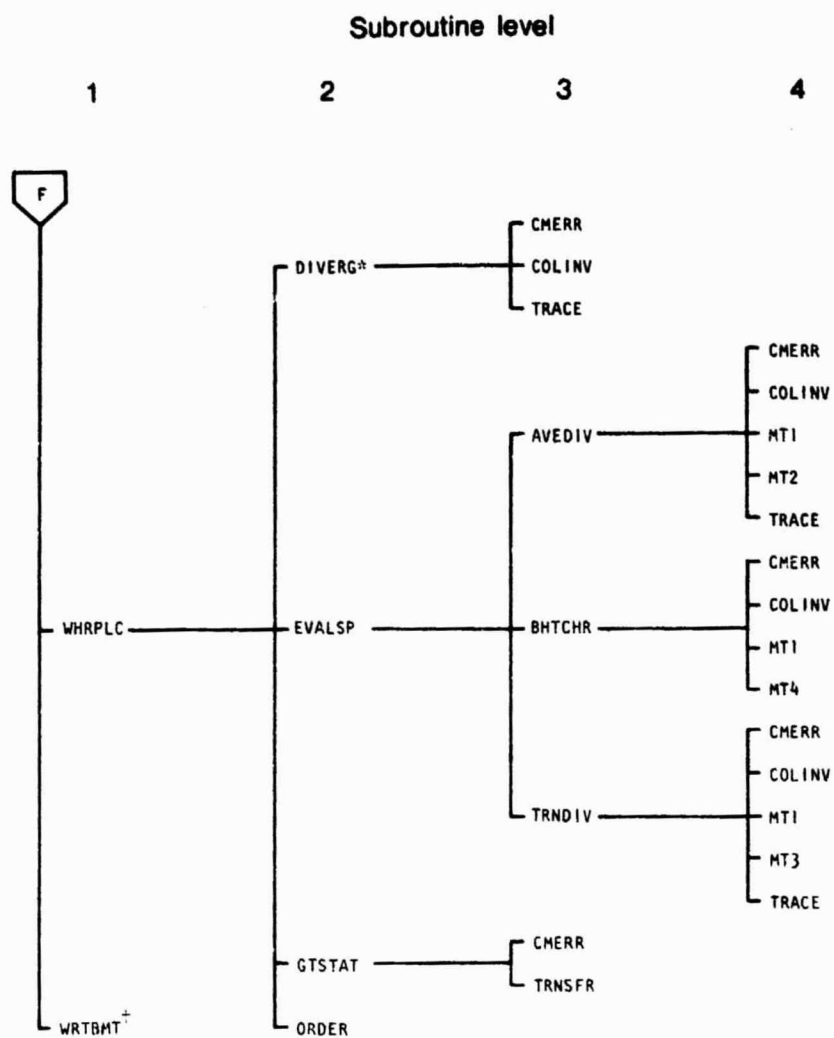 Subroutine level
1 2 3 4
F
CMERR
DIVERG* COLINV
TRACE
CMERR
COLINV
AVEDIV MT1
MT2
TRACE
CMERR
COLINV
WHRPLC EVALSP BHTCHR
MT1
MT4
CMERR
COLINV
TRNDIV MT1
MT3
TRACE
CMERR
GTSTAT
TRNSFR
WRTBMT‡ ORDER